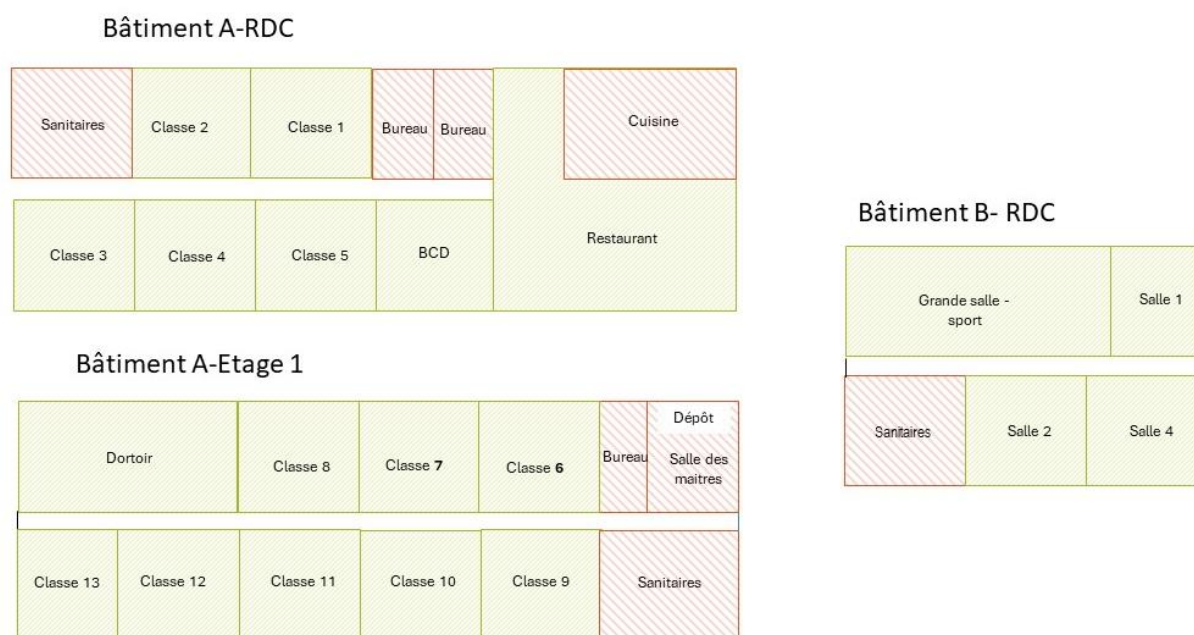 Bâtiment A-RDC
Sanitaires
Classe 2
Classe 1
Bureau
Bureau
Cuisine
Classe 3
Classe 4
Classe 5
BCD
Restaurant
Bâtiment A-Etage 1
Dortoir
Classe 8
Classe 7
Classe 6
Bureau
Dépôt
Salle des
maitres
Classe 13
Classe 12
Classe 11
Classe 10
Classe 9
Sanitaires
Bâtiment B- RDC
Grande salle -
sport
Salle 1
Sanitaires
Salle 2
Salle 4